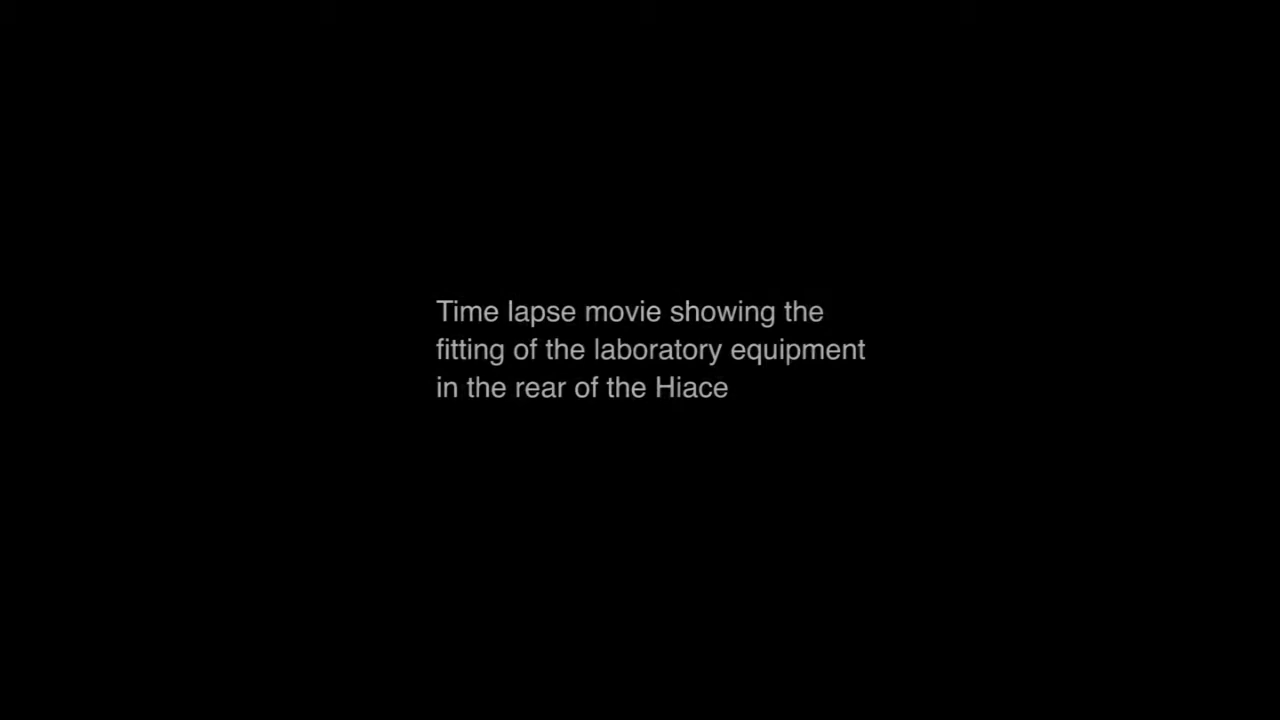 Time lapse movie showing the
fitting of the laboratory equipment
in the rear of the Hiace